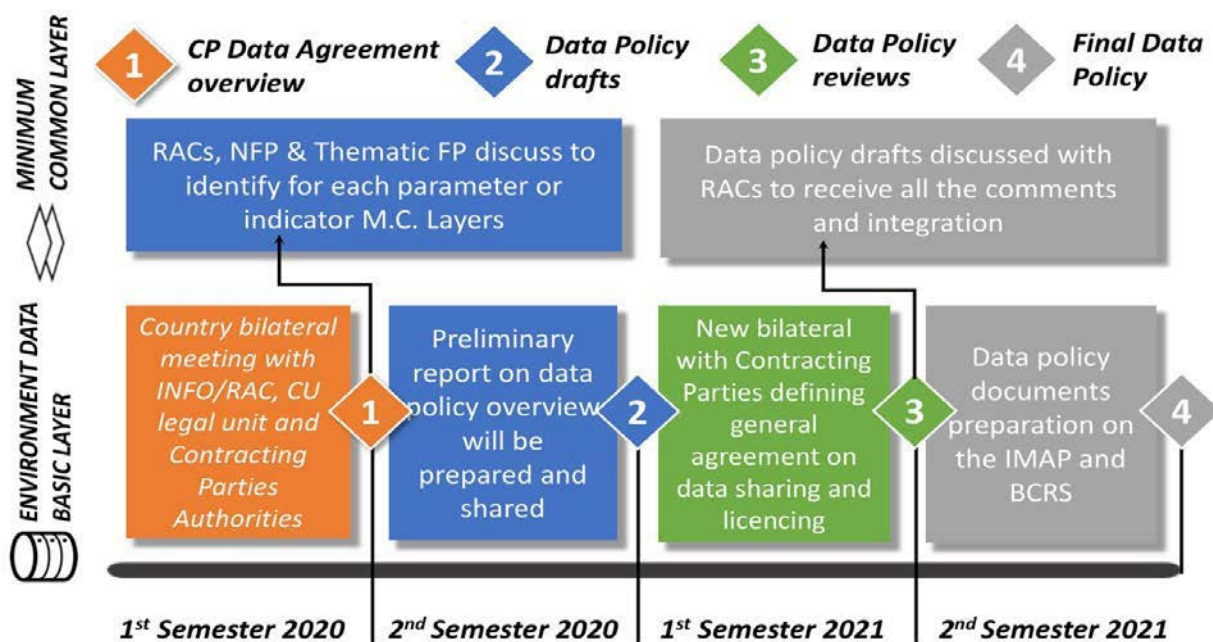 1
CP Data Agreement
overview
2
Data Policy
drafts
3
Data Policy
reviews
4
Final Data
Policy
MINIMUM
COMMON LAYER
RACs, NFP & Thematic FP discuss to
identify for each parameter or
indicator M.C. Layers
Data policy drafts discussed with
RACs to receive all the comments
and integration
ENVIRONMENT DATA
BASIC LAYER
Country bilateral
meeting with
INFO/RAC, CU
legal unit and
Contracting
Parties
Authorities
1
Preliminary
report on data
policy overview
will be
prepared and
shared
2
New bilateral
with Contracting
Parties defining
general
agreement on
data sharing and
licencing
3
Data policy
documents
preparation on
the IMAP and
BCRS
4
1st Semester 2020
2nd Semester 2020
1st Semester 2021
2nd Semester 2021